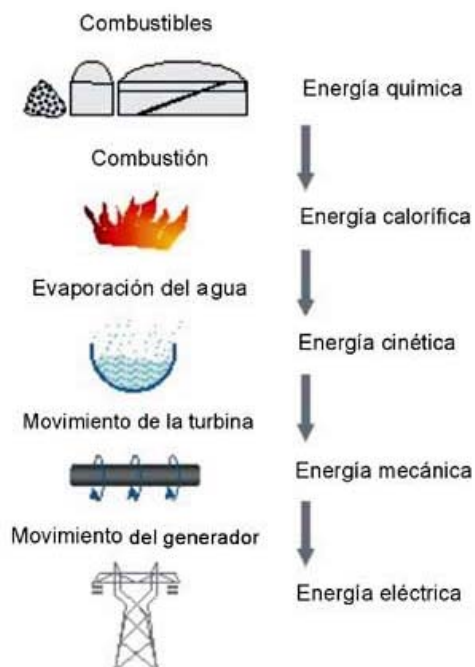 Combustibles
Energía química
Combustión
Energía calorífica
Evaporación del agua
Energía cinética
Movimiento de la turbina
Energía mecánica
Movimiento del generador
Energía eléctrica